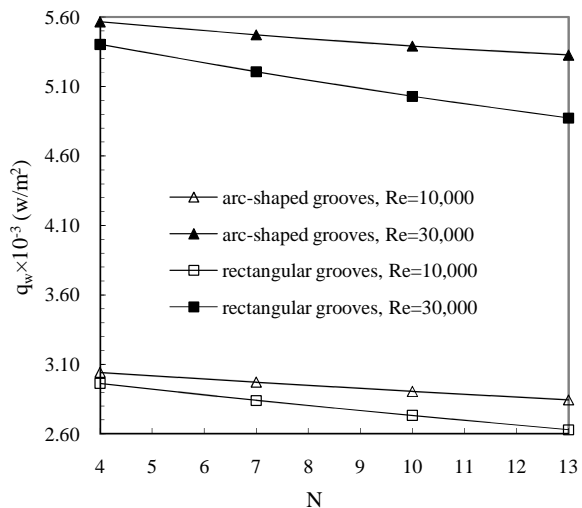 5.60
5.10
4.60
4.10
3.60
3.10
2.60
q_w×10⁻³ (w/m²)
arc-shaped grooves, Re=10,000
arc-shaped grooves, Re=30,000
rectangular grooves, Re=10,000
rectangular grooves, Re=30,000
4 5 6 7 8 9 10 11 12 13
N